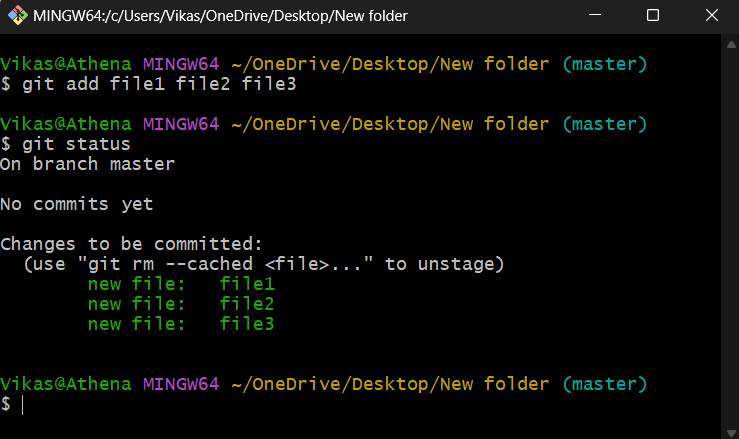 MINGW64:/c/Users/Vikas/OneDrive/Desktop/New folder
Vikas@Athena MINGW64 ~/OneDrive/Desktop/New folder (master)
$ git add file1 file2 file3
Vikas@Athena MINGW64 ~/OneDrive/Desktop/New folder (master)
$ git status
On branch master
No commits yet
Changes to be committed:
  (use "git rm --cached <file>..." to unstage)
        new file:   file1
        new file:   file2
        new file:   file3
Vikas@Athena MINGW64 ~/OneDrive/Desktop/New folder (master)
$